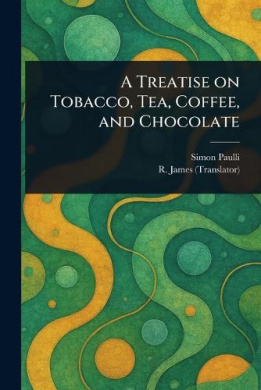 A Treatise on
Tobacco, Tea, Coffee,
and Chocolate
Simon Paulli
R. James (Translator)